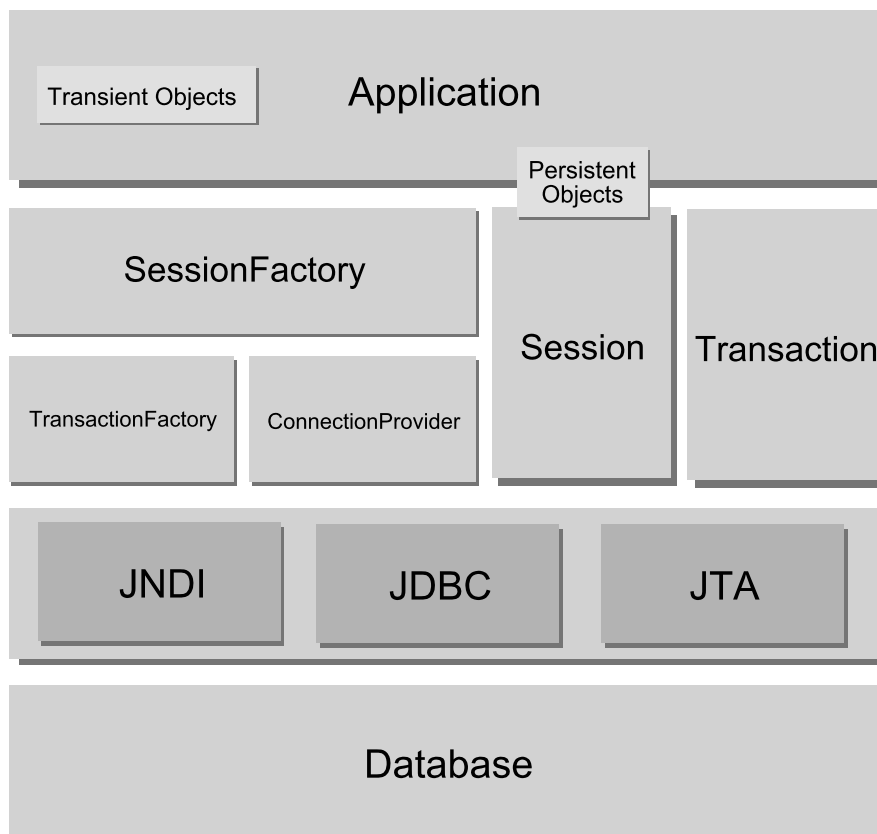 Transient Objects
Application
Persistent
Objects
SessionFactory
Session
Transaction
TransactionFactory
ConnectionProvider
JNDI
JDBC
JTA
Database